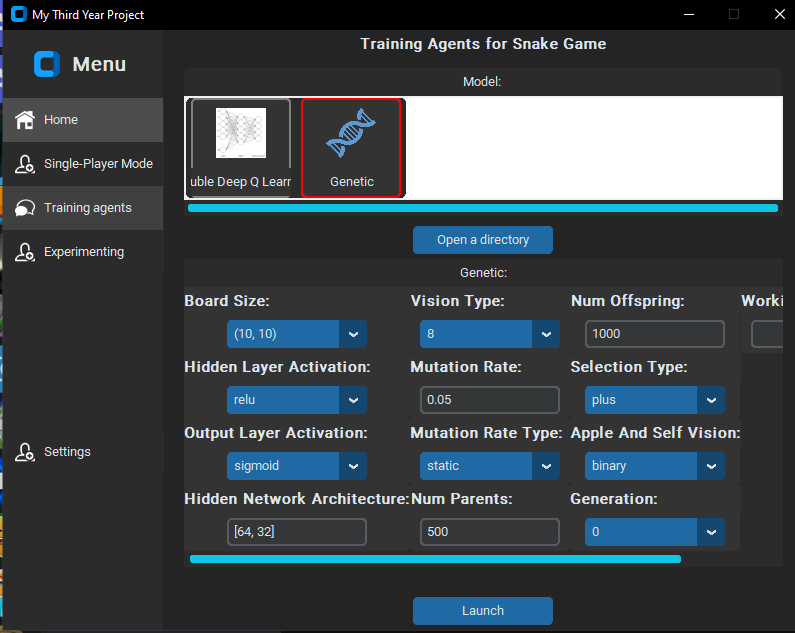 My Third Year Project
Menu
Home
Single-Player Mode
Training agents
Experimenting
Settings
Training Agents for Snake Game
Model:
uble Deep Q Learn
Genetic
Open a directory
Genetic:
Board Size: Vision Type: Num Offspring: Worki
(10, 10) 8 1000
Hidden Layer Activation: Mutation Rate: Selection Type:
relu 0.05 plus
Output Layer Activation: Mutation Rate Type: Apple And Self Vision:
sigmoid static binary
Hidden Network Architecture: Num Parents: Generation:
[64, 32] 500 0
Launch